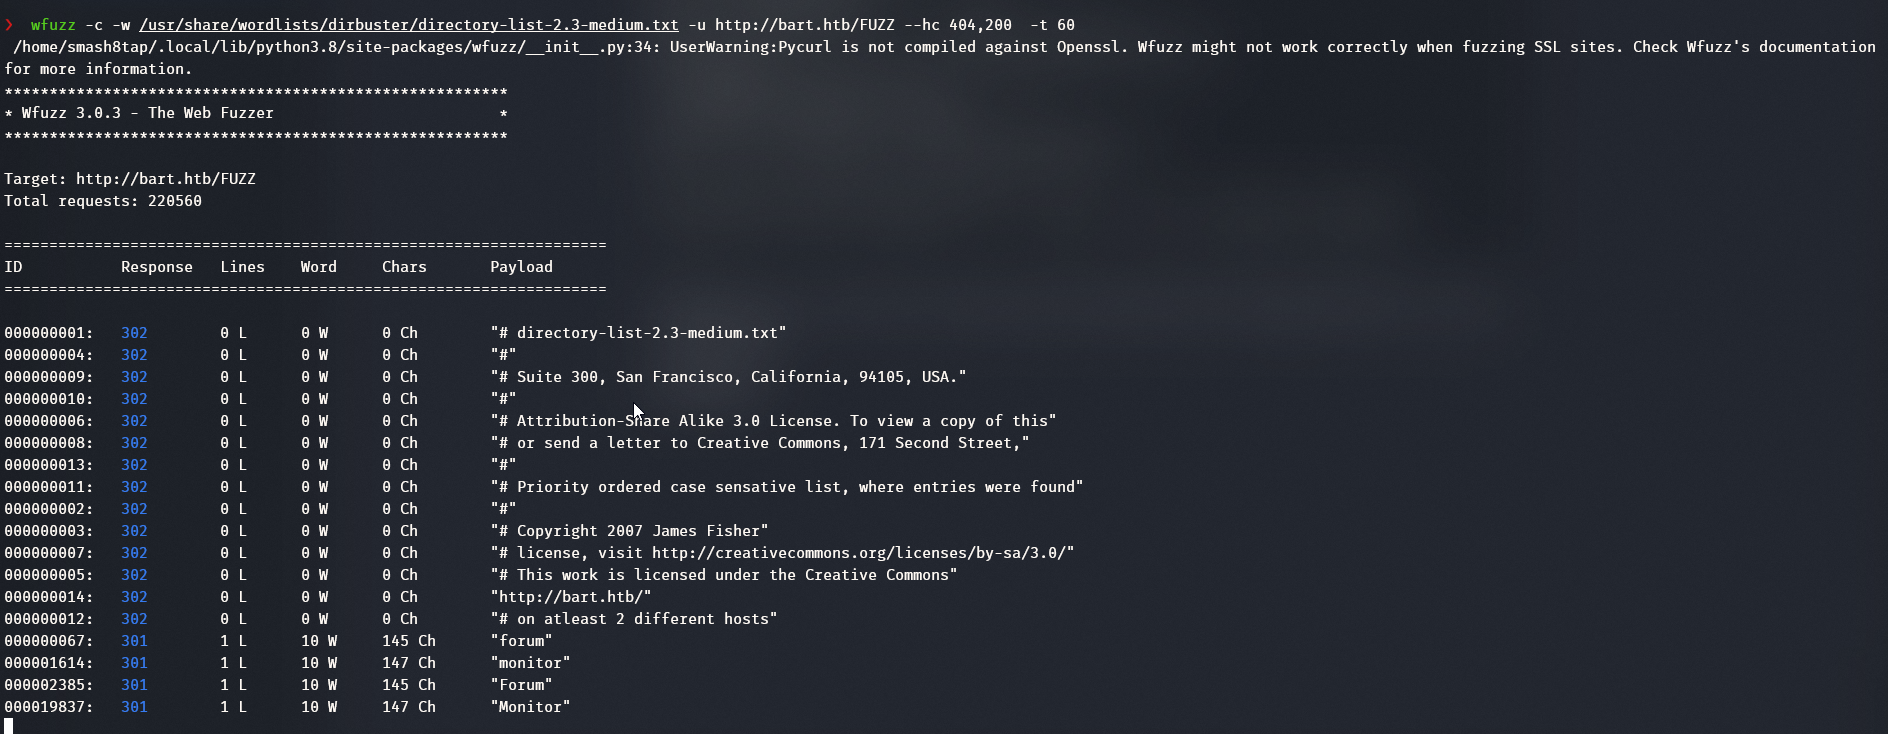 ❯ wfuzz -c -w /usr/share/wordlists/dirbuster/directory-list-2.3-medium.txt -u http://bart.htb/FUZZ --hc 404,200  -t 60
 /home/smash8tap/.local/lib/python3.8/site-packages/wfuzz/__init__.py:34: UserWarning:Pycurl is not compiled against Openssl. Wfuzz might not work correctly when fuzzing SSL sites. Check Wfuzz's documentation
for more information.
********************************************************
* Wfuzz 3.0.3 - The Web Fuzzer                         *
********************************************************
Target: http://bart.htb/FUZZ
Total requests: 220560
===================================================================
ID           Response   Lines    Word     Chars       Payload
===================================================================
000000001:   302        0 L      0 W      0 Ch        "# directory-list-2.3-medium.txt"
000000004:   302        0 L      0 W      0 Ch        "#"
000000009:   302        0 L      0 W      0 Ch        "# Suite 300, San Francisco, California, 94105, USA."
000000010:   302        0 L      0 W      0 Ch        "#"
000000006:   302        0 L      0 W      0 Ch        "# Attribution-Share Alike 3.0 License. To view a copy of this"
000000008:   302        0 L      0 W      0 Ch        "# or send a letter to Creative Commons, 171 Second Street,"
000000013:   302        0 L      0 W      0 Ch        "#"
000000011:   302        0 L      0 W      0 Ch        "# Priority ordered case sensative list, where entries were found"
000000002:   302        0 L      0 W      0 Ch        "#"
000000003:   302        0 L      0 W      0 Ch        "# Copyright 2007 James Fisher"
000000007:   302        0 L      0 W      0 Ch        "# license, visit http://creativecommons.org/licenses/by-sa/3.0/"
000000005:   302        0 L      0 W      0 Ch        "# This work is licensed under the Creative Commons"
000000014:   302        0 L      0 W      0 Ch        "http://bart.htb/"
000000012:   302        0 L      0 W      0 Ch        "# on atleast 2 different hosts"
000000067:   301        1 L      10 W     145 Ch      "forum"
000001614:   301        1 L      10 W     147 Ch      "monitor"
000002385:   301        1 L      10 W     145 Ch      "Forum"
000019837:   301        1 L      10 W     147 Ch      "Monitor"